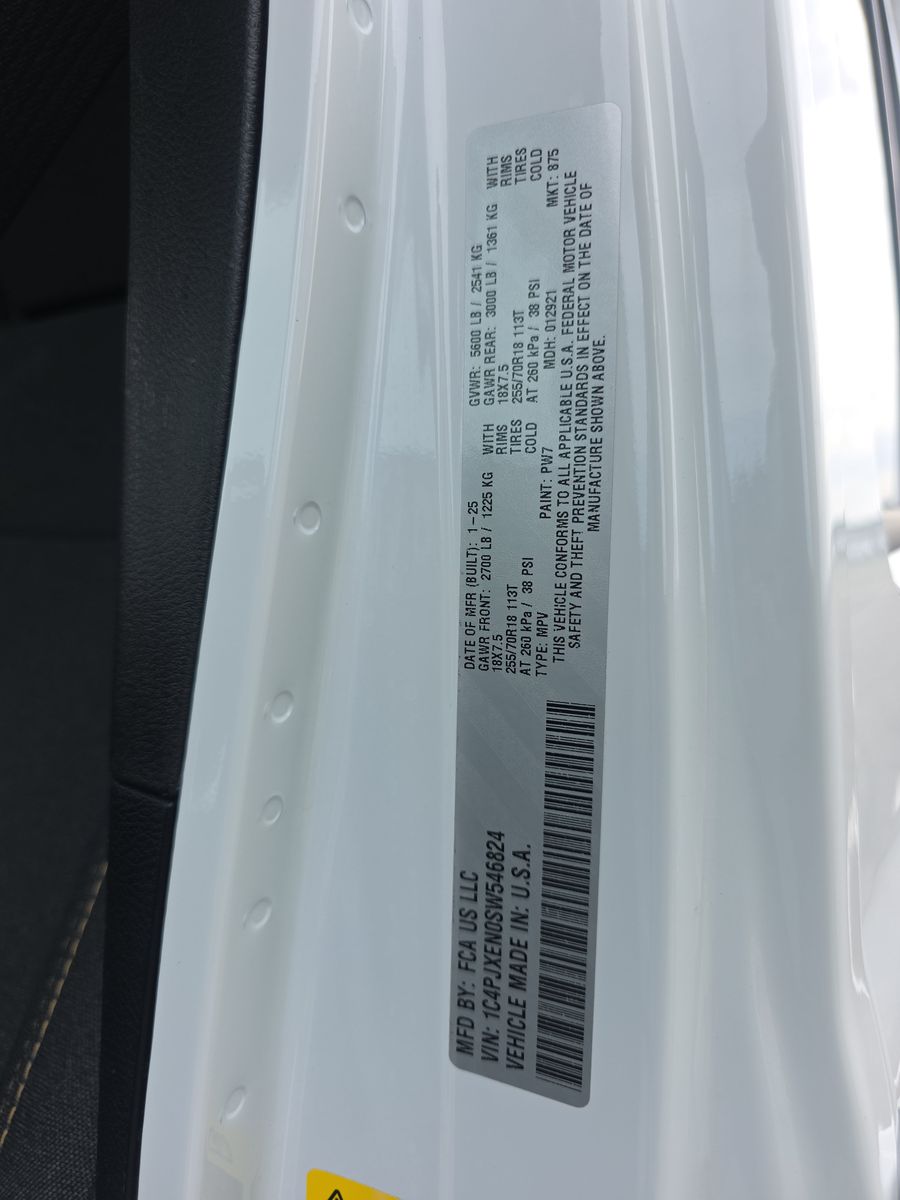 MFD BY: FCA US LLC
VIN: 1C4PJXEN0SW546824
VEHICLE MADE IN: U.S.A.
DATE OF MFR (BUILT): 1-25 GVWR: 5600 LB / 2541 KG
GAWR FRONT: 2700 LB / 1225 KG WITH GAWR REAR: 3000 LB / 1361 KG WITH
18X7.5 RIMS 18X7.5 RIMS
255/70R18 113T TIRES 255/70R18 113T TIRES
AT 260 kPa / 38 PSI COLD AT 260 kPa / 38 PSI COLD
TYPE: MPV PAINT: PW7 MDH: 012921 MKT: 875
THIS VEHICLE CONFORMS TO ALL APPLICABLE U.S.A. FEDERAL MOTOR VEHICLE
SAFETY AND THEFT PREVENTION STANDARDS IN EFFECT ON THE DATE OF
MANUFACTURE SHOWN ABOVE.